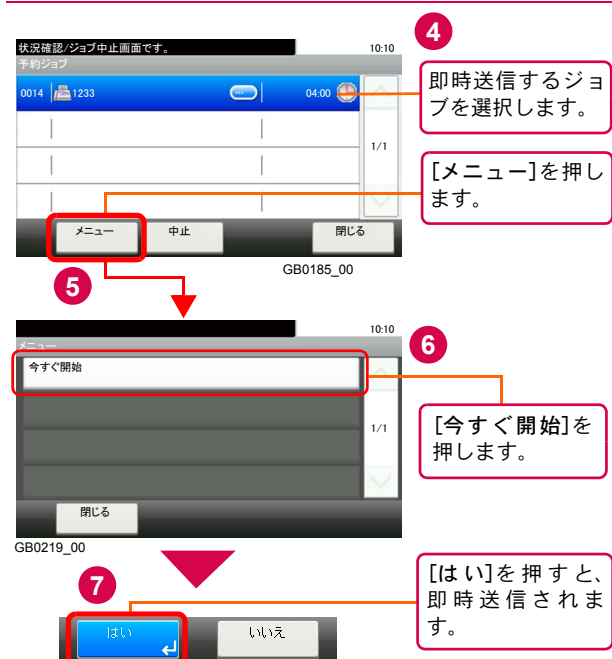 4
状況確認/ジョブ中止画面です。 10:10
予約ジョブ
0014 1233 04:00
即時送信するジョ
ブを選択します。
1/1
[メニュー]を押し
ます。
メニュー 中止 閉じる
GB0185_00
5
10:10
メニュー
6
今すぐ開始
1/1
[今すぐ開始]を
押します。
閉じる
GB0219_00
7
[はい]を押すと、
即時送信されま
す。
はい いいえ